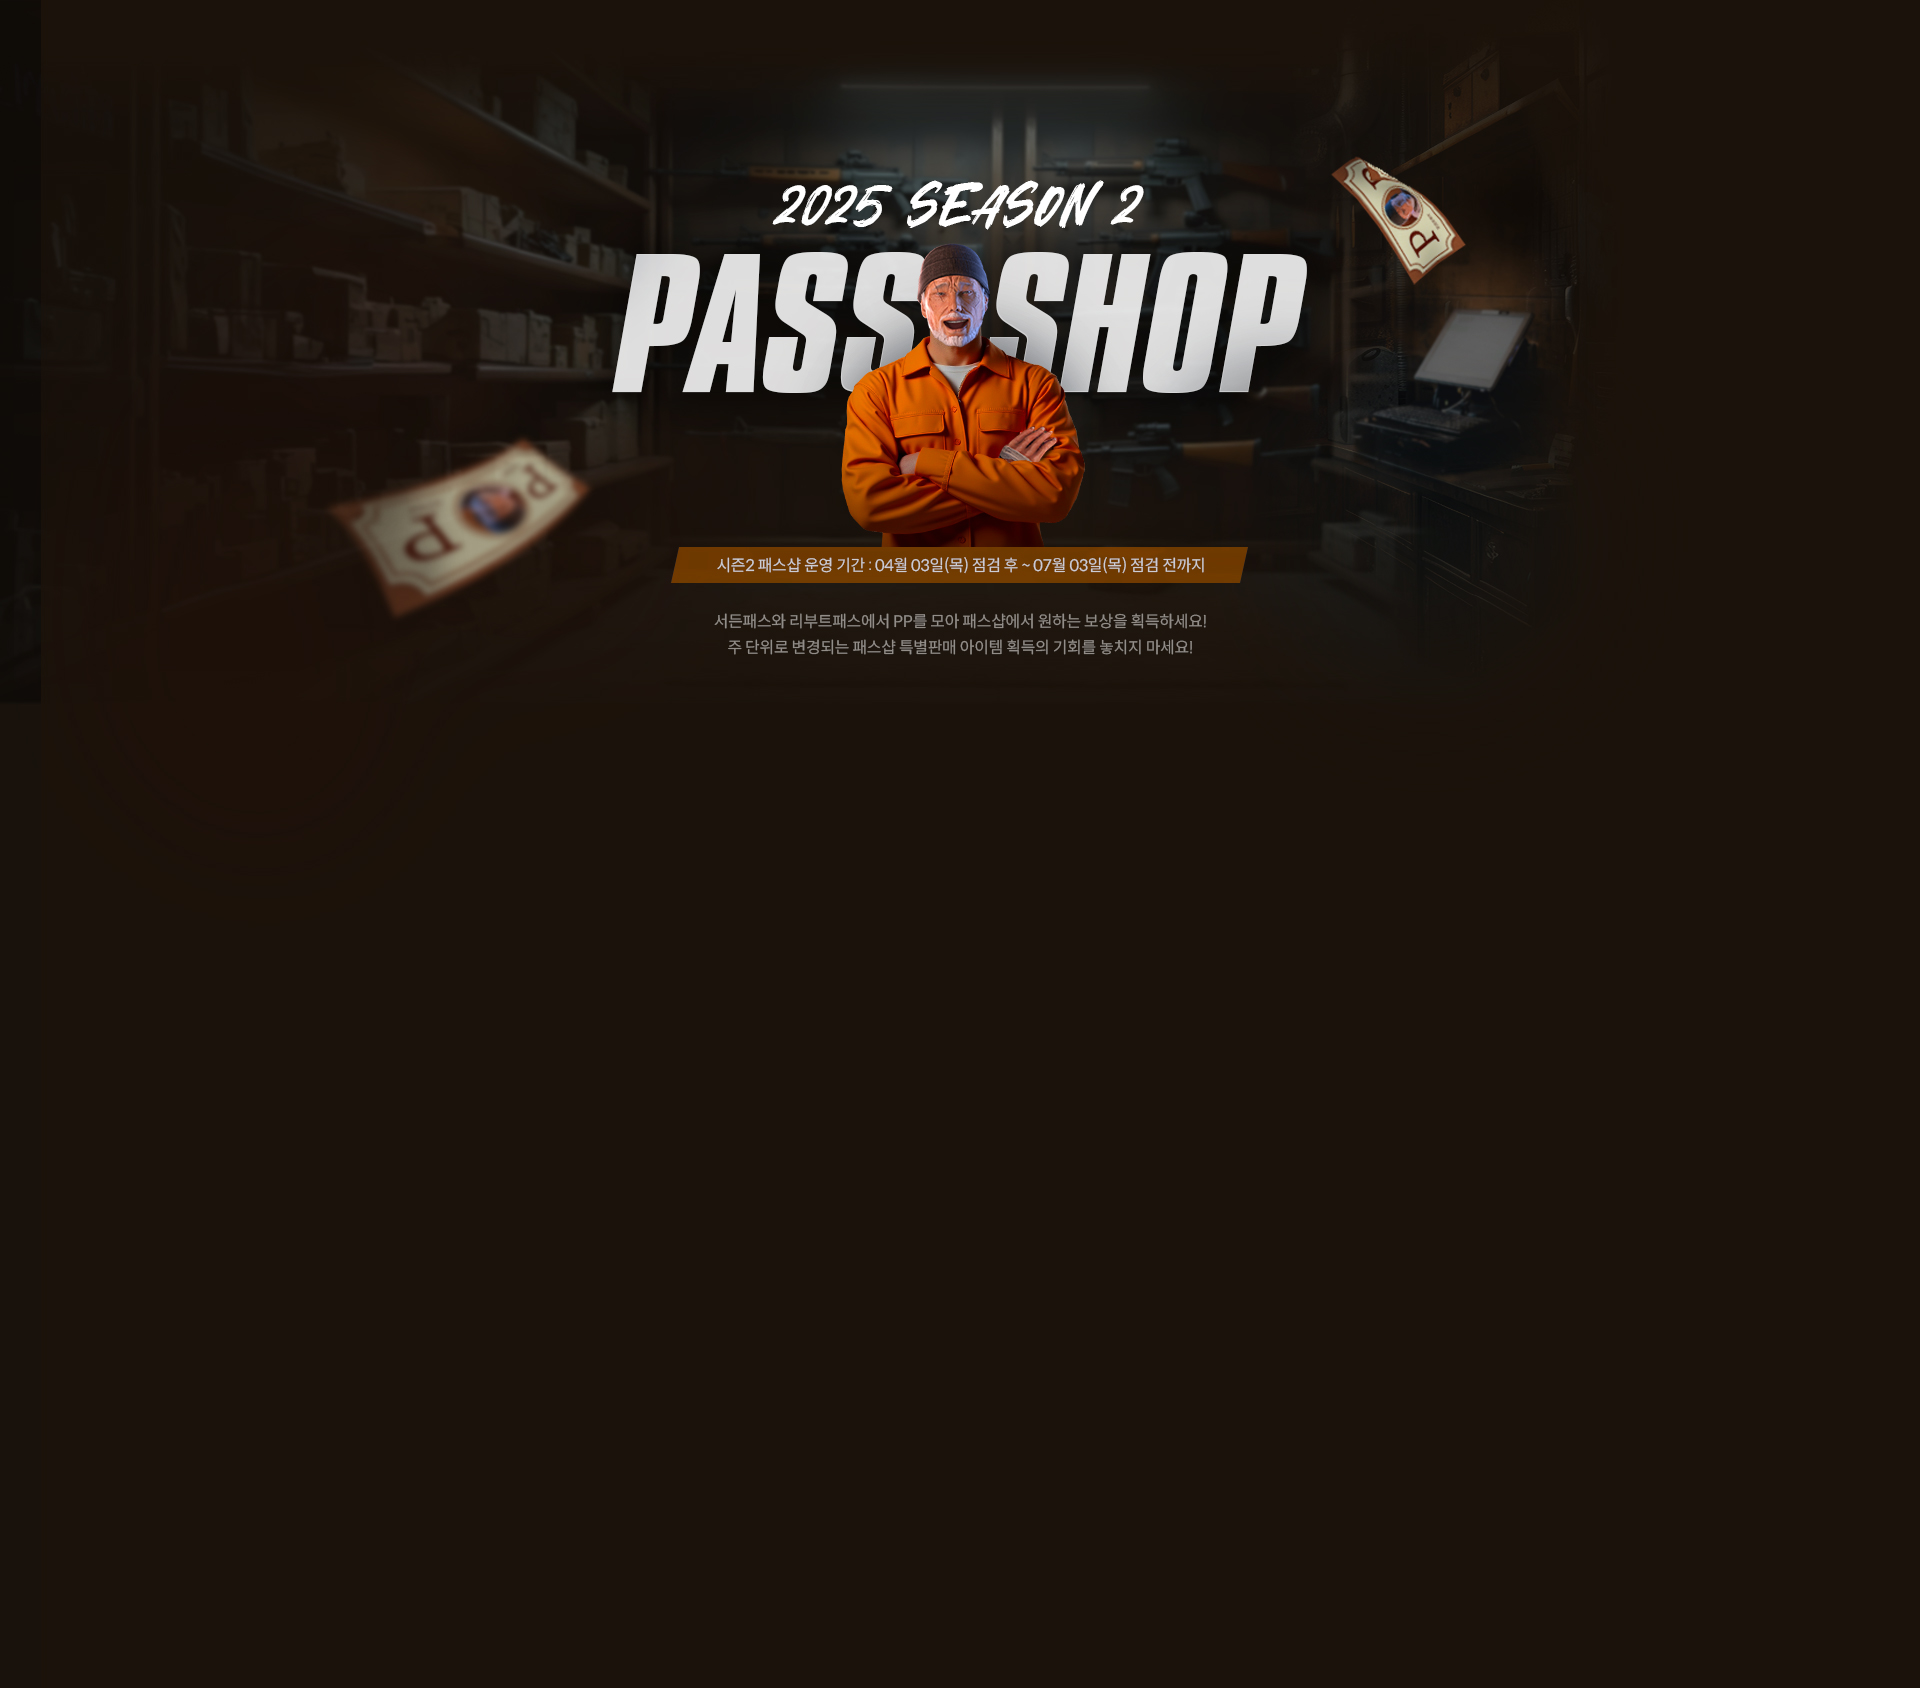 2025 SEASON 2
PASS SHOP
시즌2 패스샵 운영 기간 : 04월 03일(목) 점검 후 ~ 07월 03일(목) 점검 전까지
서든패스와 리부트패스에서 PP를 모아 패스샵에서 원하는 보상을 획득하세요!
주 단위로 변경되는 패스샵 특별판매 아이템 획득의 기회를 놓치지 마세요!
P
P
P
P